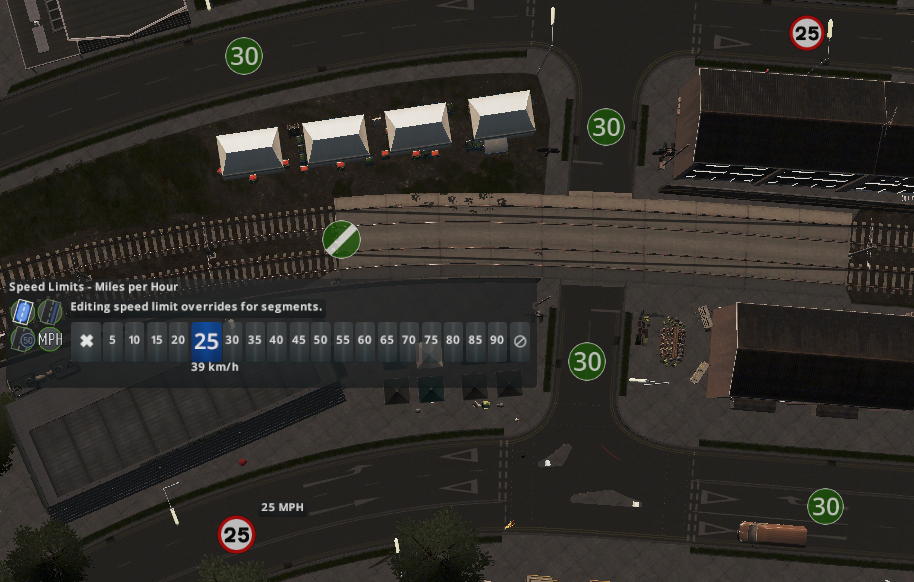 25
30
30
Speed Limits - Miles per Hour
Editing speed limit overrides for segments.
50 MPH
5 10 15 20 25 30 35 40 45 50 55 60 65 70 75 80 85 90
39 km/h
30
25 MPH
25
30